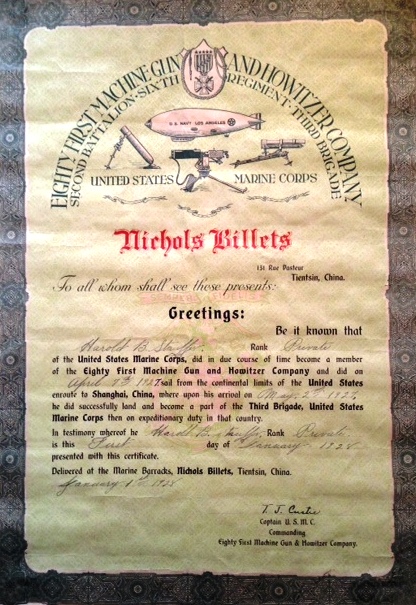 EIGHTY FIRST MACHINE GUN AND HOWITZER COMPANY
SECOND BATTALION · SIXTH REGIMENT · THIRD BRIGADE
U.S. NAVY LOS ANGELES
UNITED STATES MARINE CORPS
Nichols Billets
151 Rue Pasteur
Tientsin, China.
To all whom shall see these presents:
Greetings:
Be it known that
Harold B. Rank Private
of the United States Marine Corps, did in due course of time become a member
of the Eighty First Machine Gun and Howitzer Company and did on
April 7th 1927 sail from the continental limits of the United States
enroute to Shanghai, China, where upon his arrival on May 2nd 1927
he did successfully land and become a part of the Third Brigade, United States
Marine Corps then on expeditionary duty in that country.
In testimony whereof he Harold B. Rank Private
is this First day of January 1928
presented with this certificate.
Delivered at the Marine Barracks, Nichols Billets, Tientsin, China.
January 1st 1928
T. J.
Captain U. S. M. C.
Commanding
Eighty First Machine Gun & Howitzer Company.